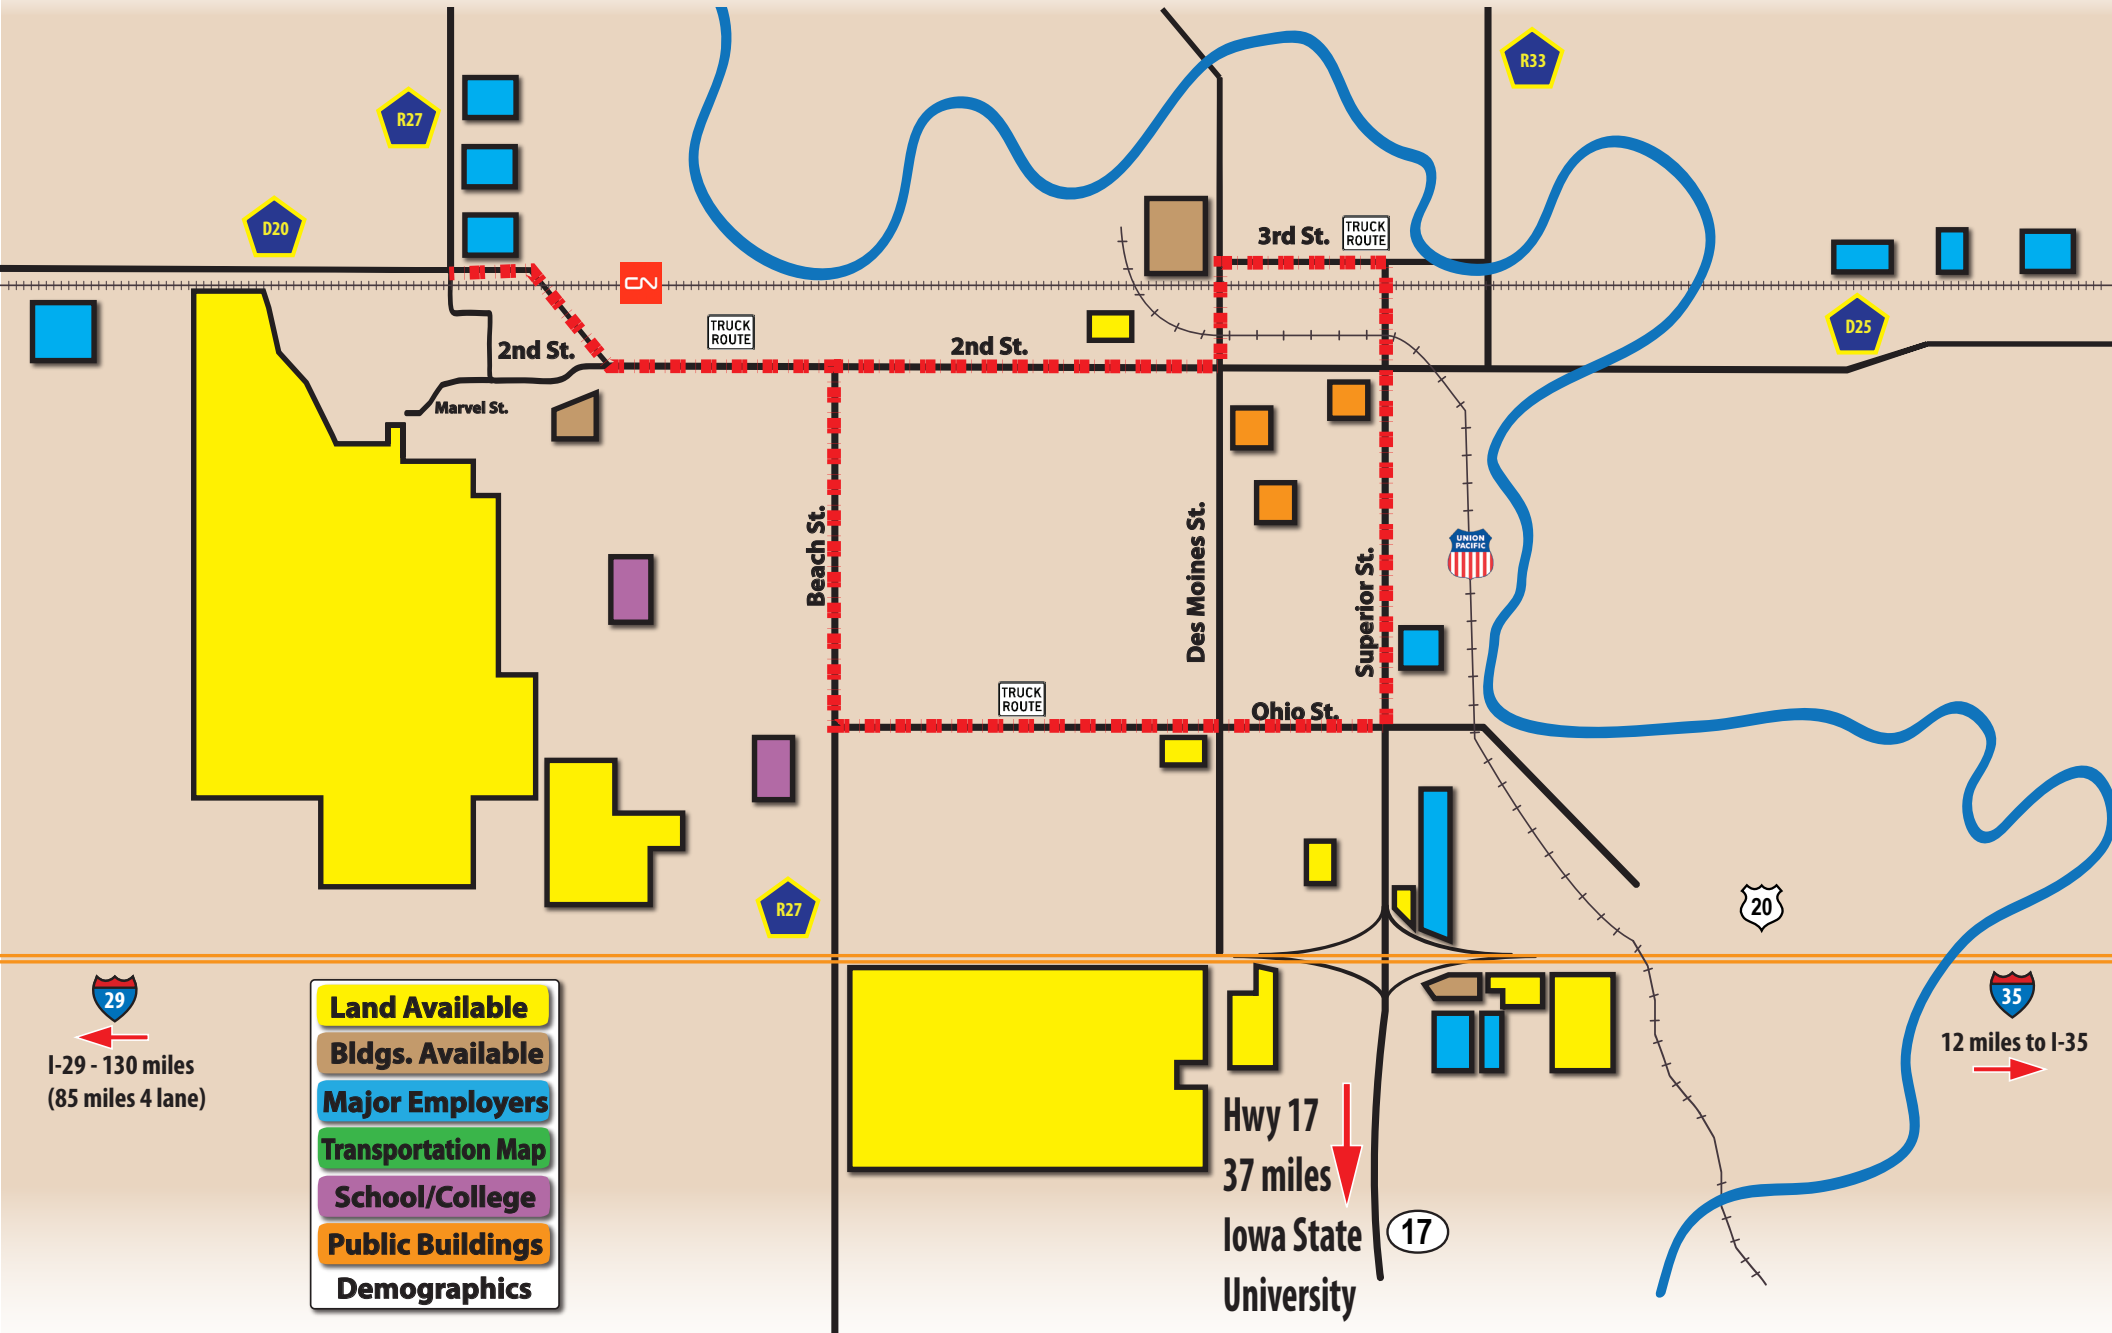 R33
R27
D20
3rd St.
TRUCK
ROUTE
D25
TRUCK
ROUTE
2nd St.
2nd St.
Marvel St.
Beach St.
Des Moines St.
Superior St.
UNION
PACIFIC
TRUCK
ROUTE
Ohio St.
R27
20
29
I-29 - 130 miles
(85 miles 4 lane)
35
12 miles to I-35
Land Available
Bldgs. Available
Major Employers
Transportation Map
School/College
Public Buildings
Demographics
Hwy 17
37 miles
Iowa State
University
17